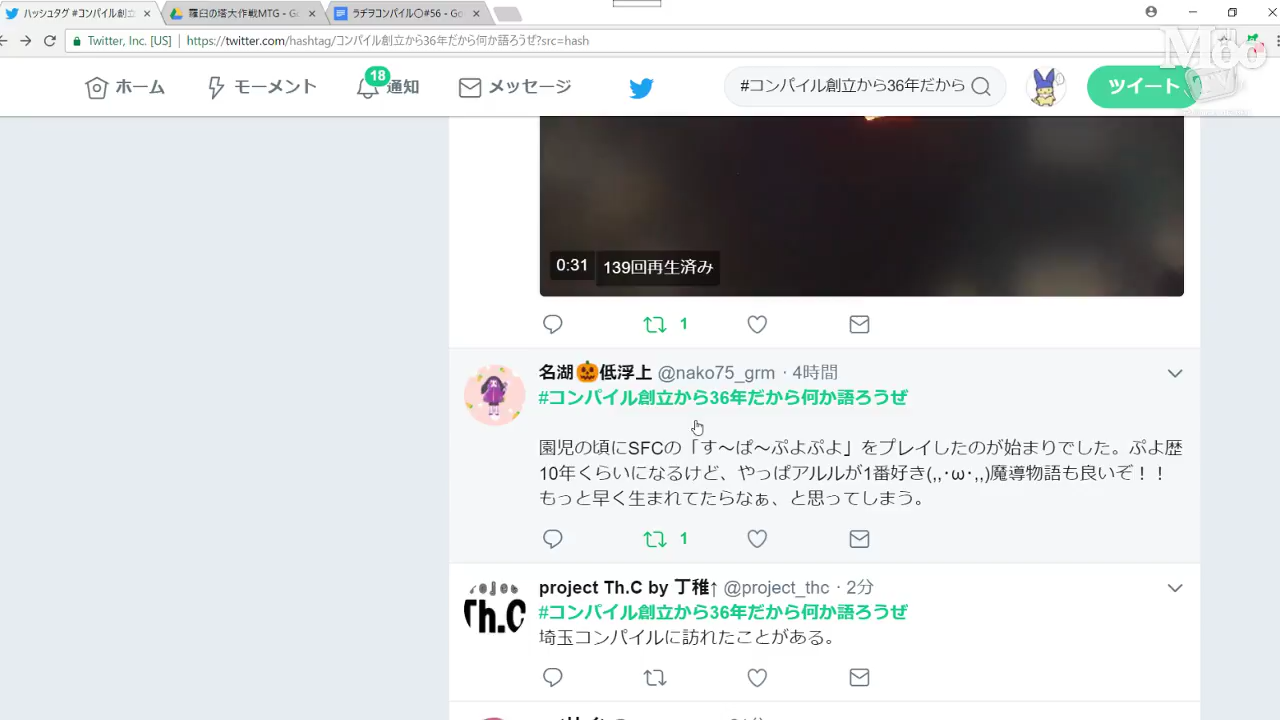 ハッシュタグ #コンパイル創立
羅臼の塔大作戦MTG - G
ラヂヲコンパイル〇#56 - Go
Twitter, Inc. [US] | https://twitter.com/hashtag/コンパイル創立から36年だから何か語ろうぜ?src=hash
Moo
ホーム
モーメント
18
通知
メッセージ
#コンパイル創立から36年だから
ツイート
0:31
139回再生済み
1
名湖🎃低浮上 @nako75_grm · 4時間
#コンパイル創立から36年だから何か語ろうぜ
園児の頃にSFCの「す〜ぱ〜ぷよぷよ」をプレイしたのが始まりでした。ぷよ歴
10年くらいになるけど、やっぱアルルが1番好き(,,･ω･,,)魔導物語も良いぞ！！
もっと早く生まれてたらなぁ、と思ってしまう。
1
project Th.C by 丁稚↑ @project_thc · 2分
Th.C
#コンパイル創立から36年だから何か語ろうぜ
埼玉コンパイルに訪れたことがある。